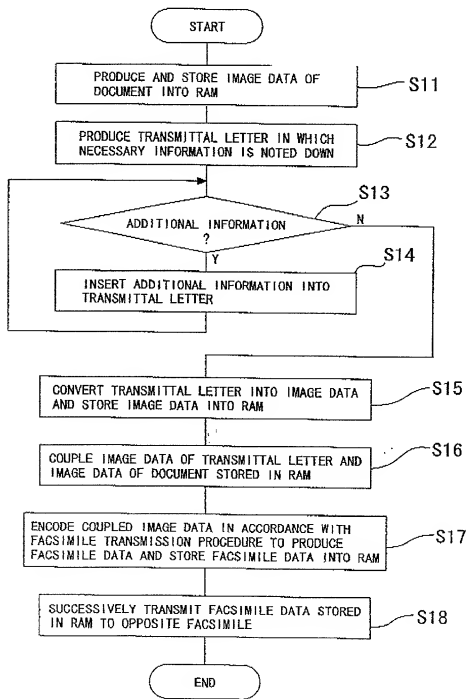 START
PRODUCE AND STORE IMAGE DATA OF
DOCUMENT INTO RAM
S11
PRODUCE TRANSMITTAL LETTER IN WHICH
NECESSARY INFORMATION IS NOTED DOWN
S12
S13
ADDITIONAL INFORMATION
?
N
Y
S14
INSERT ADDITIONAL INFORMATION INTO
TRANSMITTAL LETTER
CONVERT TRANSMITTAL LETTER INTO IMAGE DATA
AND STORE IMAGE DATA INTO RAM
S15
COUPLE IMAGE DATA OF TRANSMITTAL LETTER AND
IMAGE DATA OF DOCUMENT STORED IN RAM
S16
ENCODE COUPLED IMAGE DATA IN ACCORDANCE WITH
FACSIMILE TRANSMISSION PROCEDURE TO PRODUCE
FACSIMILE DATA AND STORE FACSIMILE DATA INTO RAM
S17
SUCCESSIVELY TRANSMIT FACSIMILE DATA STORED
IN RAM TO OPPOSITE FACSIMILE
S18
END